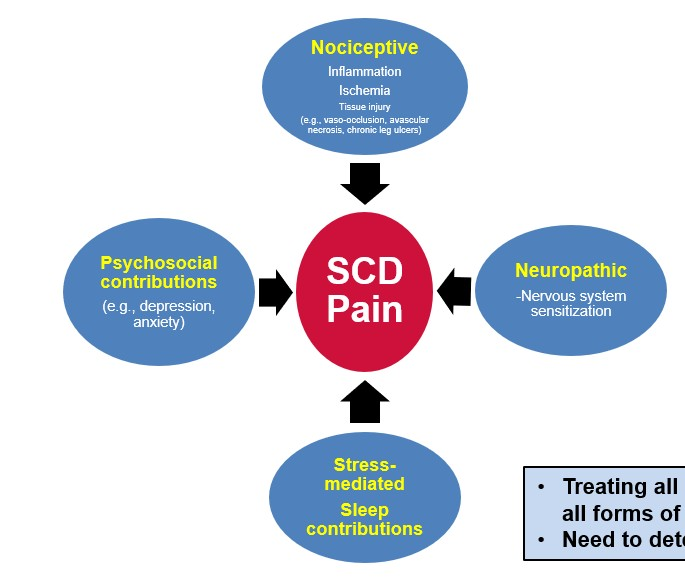 Nociceptive
Inflammation
Ischemia
Tissue injury
(e.g., vaso-occlusion, avascular
necrosis, chronic leg ulcers)
Psychosocial
contributions
(e.g., depression,
anxiety)
SCD
Pain
Neuropathic
-Nervous system
sensitization
Stress-
mediated
Sleep
contributions
• Treating all
all forms of
• Need to